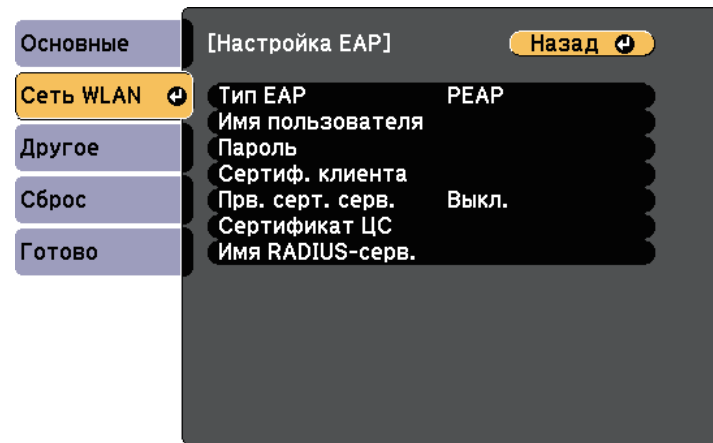 Основные
Сеть WLAN
Другое
Сброс
Готово
[Настройка EAP] Назад
Тип EAP PEAP
Имя пользователя
Пароль
Сертиф. клиента
Прв. серт. серв. Выкл.
Сертификат ЦС
Имя RADIUS-серв.